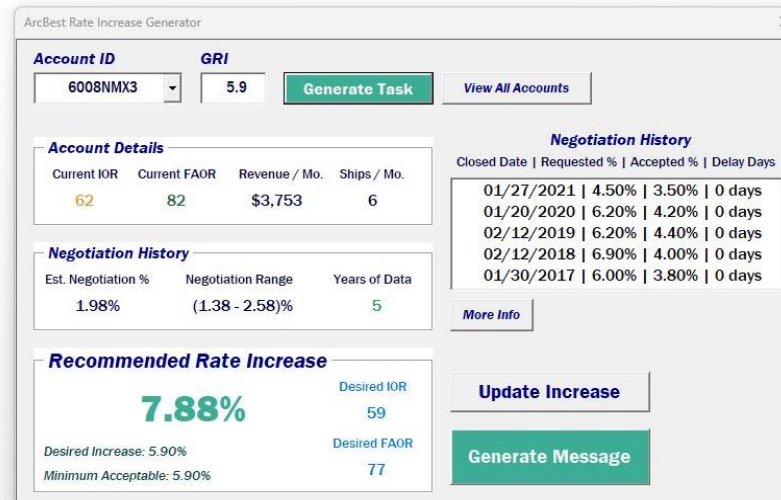 ArcBest Rate Increase Generator
Account ID GRI
6008NMX3 5.9 Generate Task View All Accounts
Account Details
Current IOR Current FAOR Revenue / Mo. Ships / Mo.
62 82 $3,753 6
Negotiation History
Est. Negotiation % Negotiation Range Years of Data
1.98% (1.38 - 2.58)% 5
Recommended Rate Increase
7.88%
Desired IOR
59
Desired FAOR
77
Desired Increase: 5.90%
Minimum Acceptable: 5.90%
Negotiation History
Closed Date | Requested % | Accepted % | Delay Days
01/27/2021 | 4.50% | 3.50% | 0 days
01/20/2020 | 6.20% | 4.20% | 0 days
02/12/2019 | 6.20% | 4.40% | 0 days
02/12/2018 | 6.90% | 4.00% | 0 days
01/30/2017 | 6.00% | 3.80% | 0 days
More Info
Update Increase
Generate Message